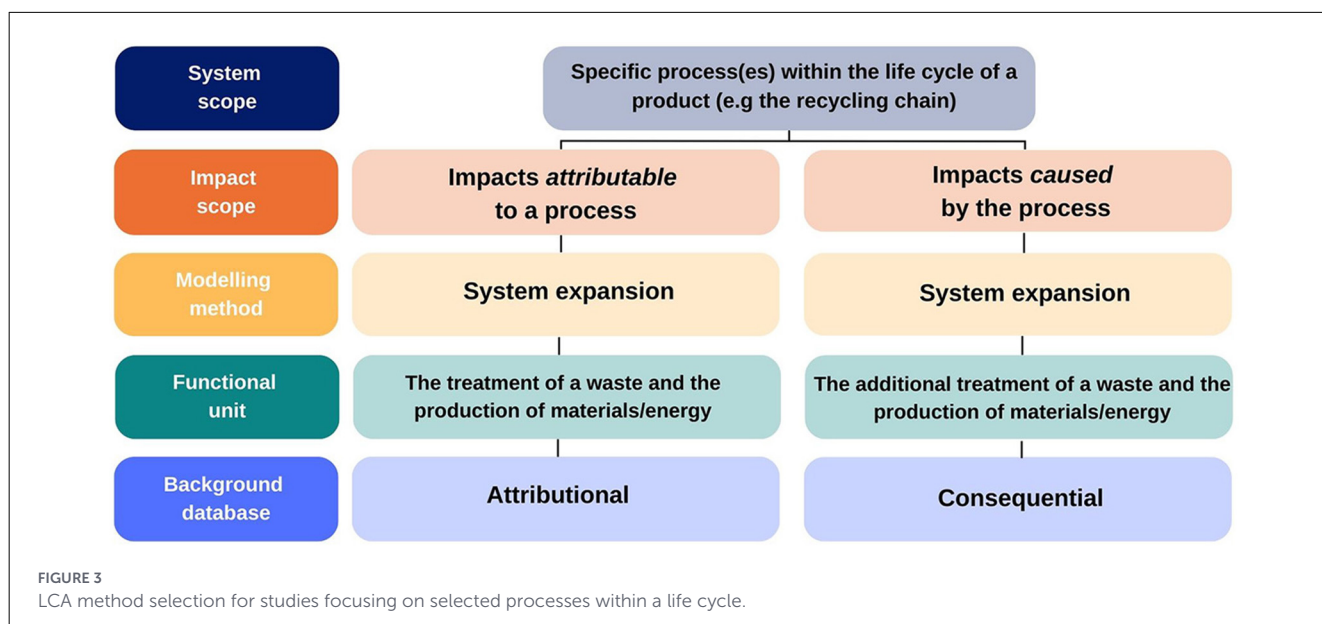 System
scope
Specific process(es) within the life cycle of a
product (e.g the recycling chain)
Impact
scope
Impacts attributable
to a process
Impacts caused
by the process
Modelling
method
System expansion
System expansion
Functional
unit
The treatment of a waste and the
production of materials/energy
The additional treatment of a waste and the
production of materials/energy
Background
database
Attributional
Consequential
FIGURE 3
LCA method selection for studies focusing on selected processes within a life cycle.